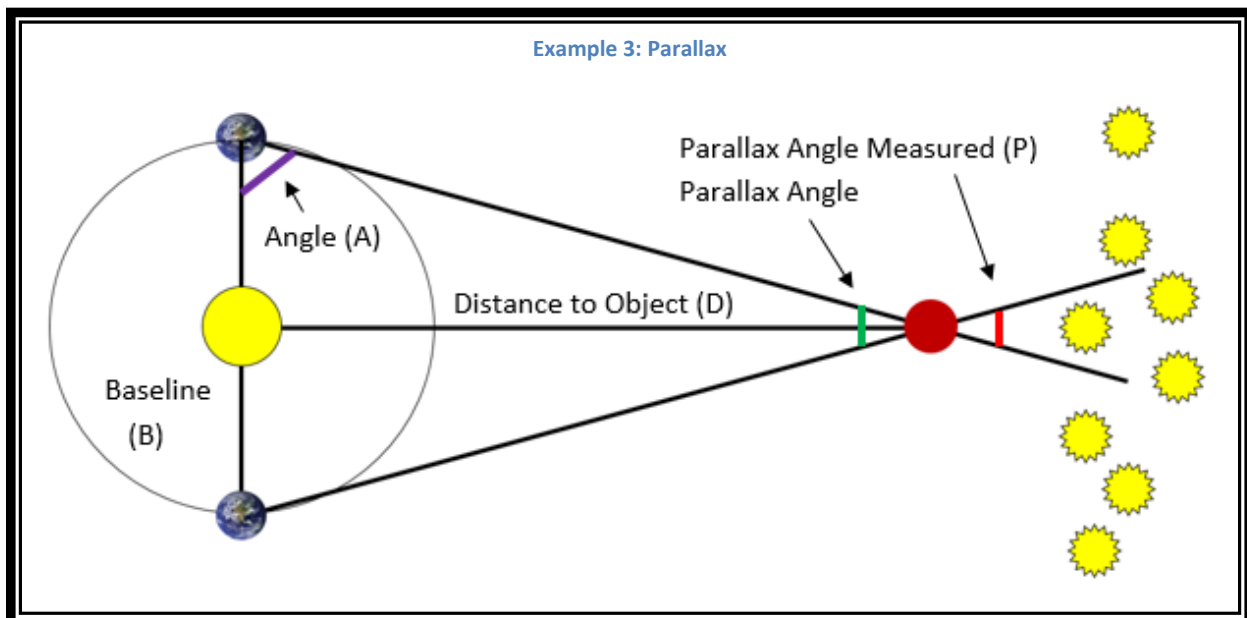 Example 3: Parallax
Parallax Angle Measured (P)
Parallax Angle
Angle (A)
Distance to Object (D)
Baseline
(B)